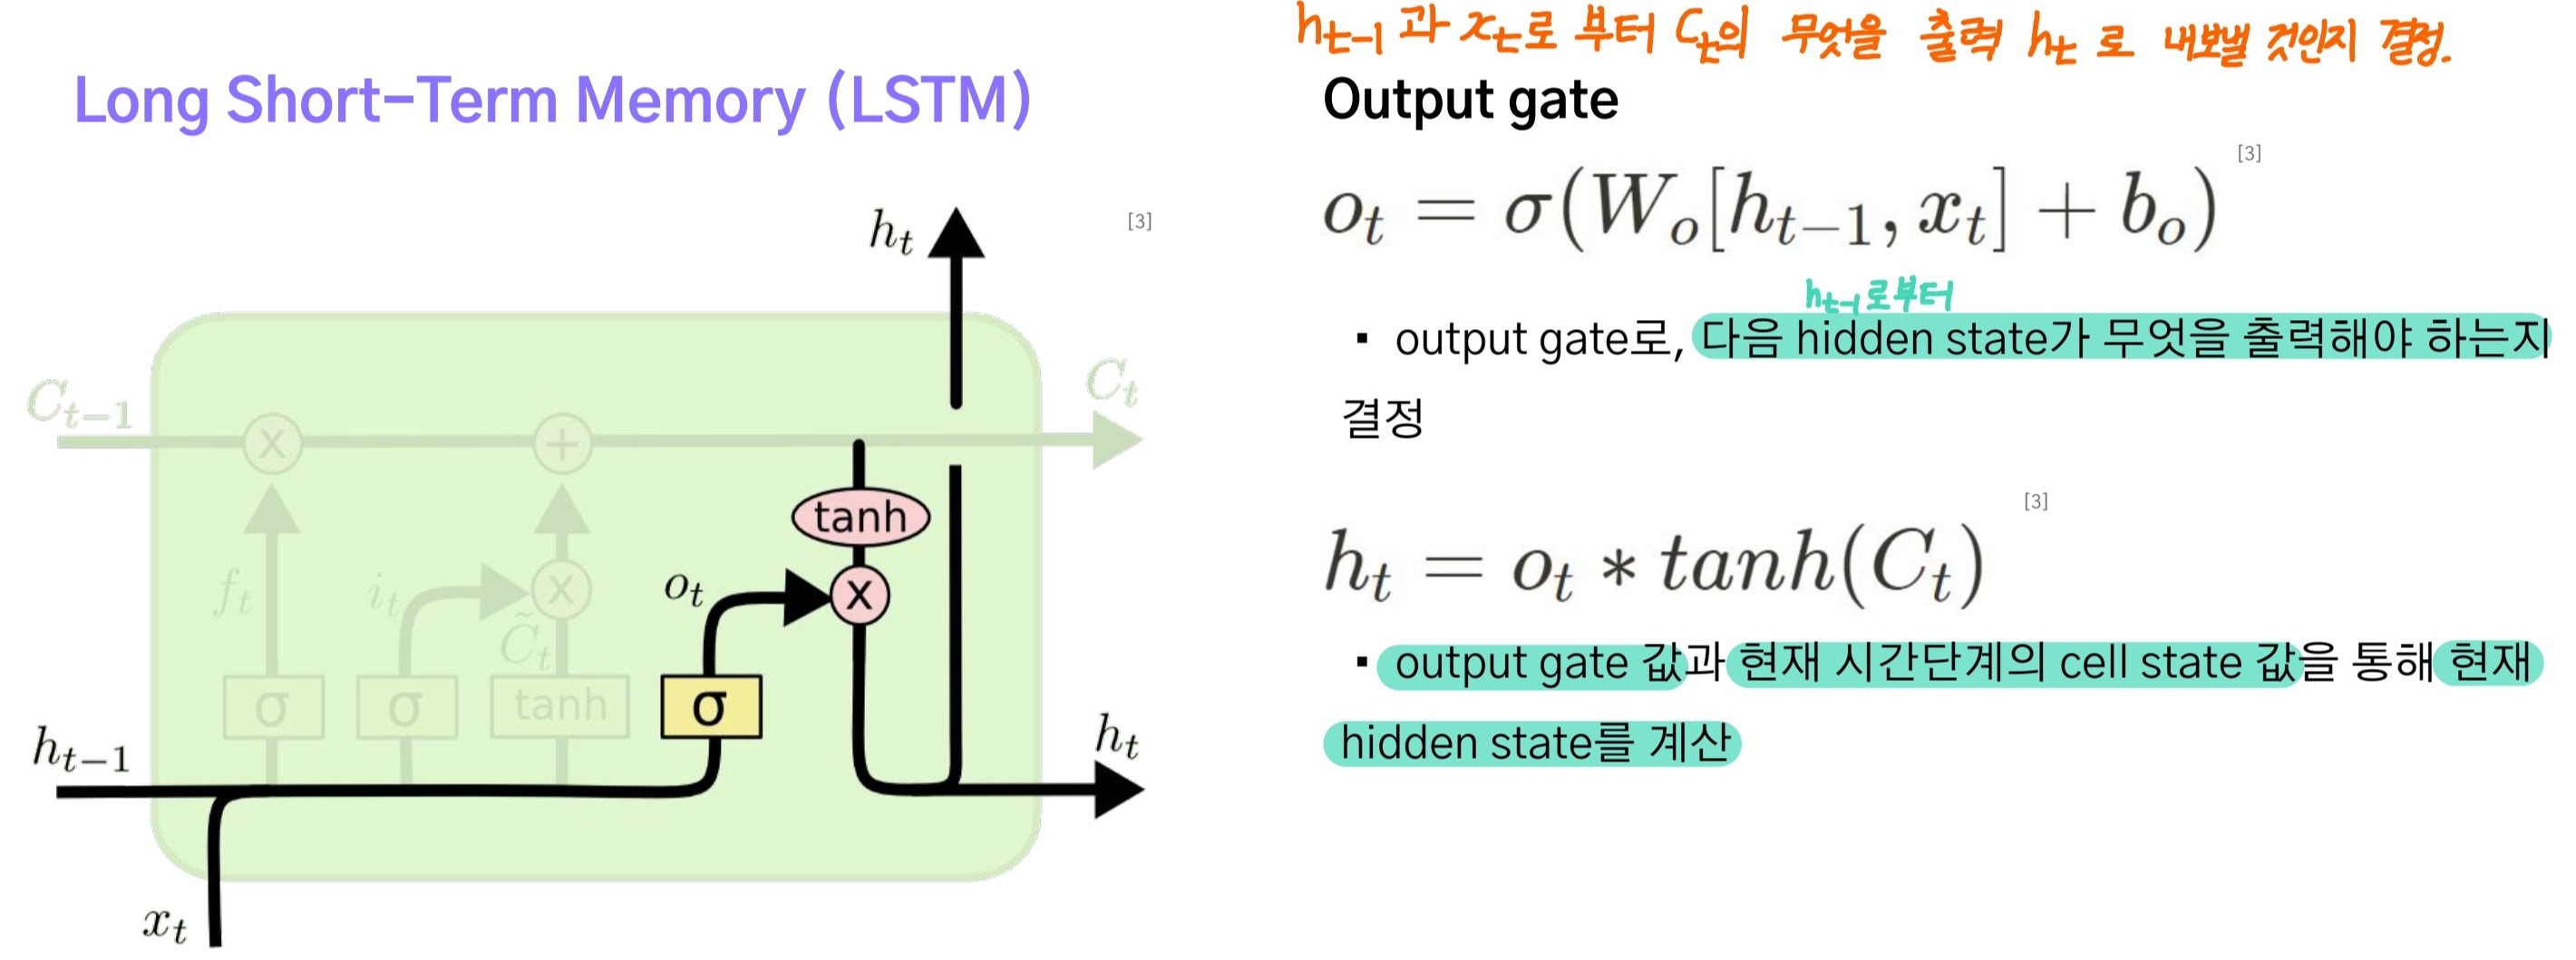 Long Short-Term Memory (LSTM)
[3]
h_t
C_{t-1}
C_t
x
+
tanh
f_t
i_t
x
C̃_t
o_t
x
σ
σ
tanh
σ
h_{t-1}
h_t
x_t
h_{t-1}과 x_t로 부터 C_t의 무엇을 출력 h_t 로 내보낼 것인지 결정.
Output gate
[3]
o_t = σ(W_o[h_{t-1}, x_t] + b_o)
h_{t-1}로부터
▪ output gate로, 다음 hidden state가 무엇을 출력해야 하는지
결정
[3]
h_t = o_t * tanh(C_t)
▪ output gate 값과 현재 시간단계의 cell state 값을 통해 현재
hidden state를 계산